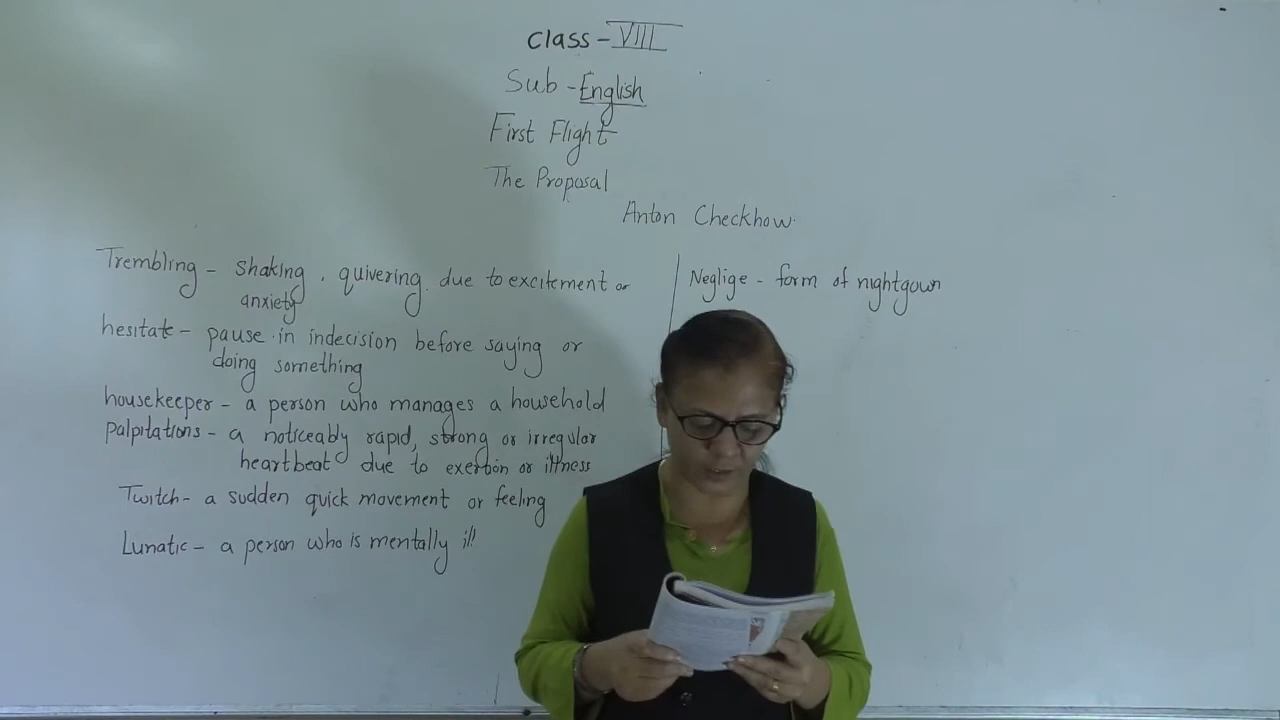 Class - VIII
Sub - English
First Flight
The Proposal
Anton Checkhow.
Trembling - shaking, quivering due to excitement or
anxiety
hesitate - pause in indecision before saying or
doing something
housekeeper - a person who manages a household
palpitations - a noticeably rapid, strong or irregular
heartbeat due to exertion or illness
Twitch - a sudden quick movement or feeling
Lunatic - a person who is mentally ill
Neglige - form of nightgown